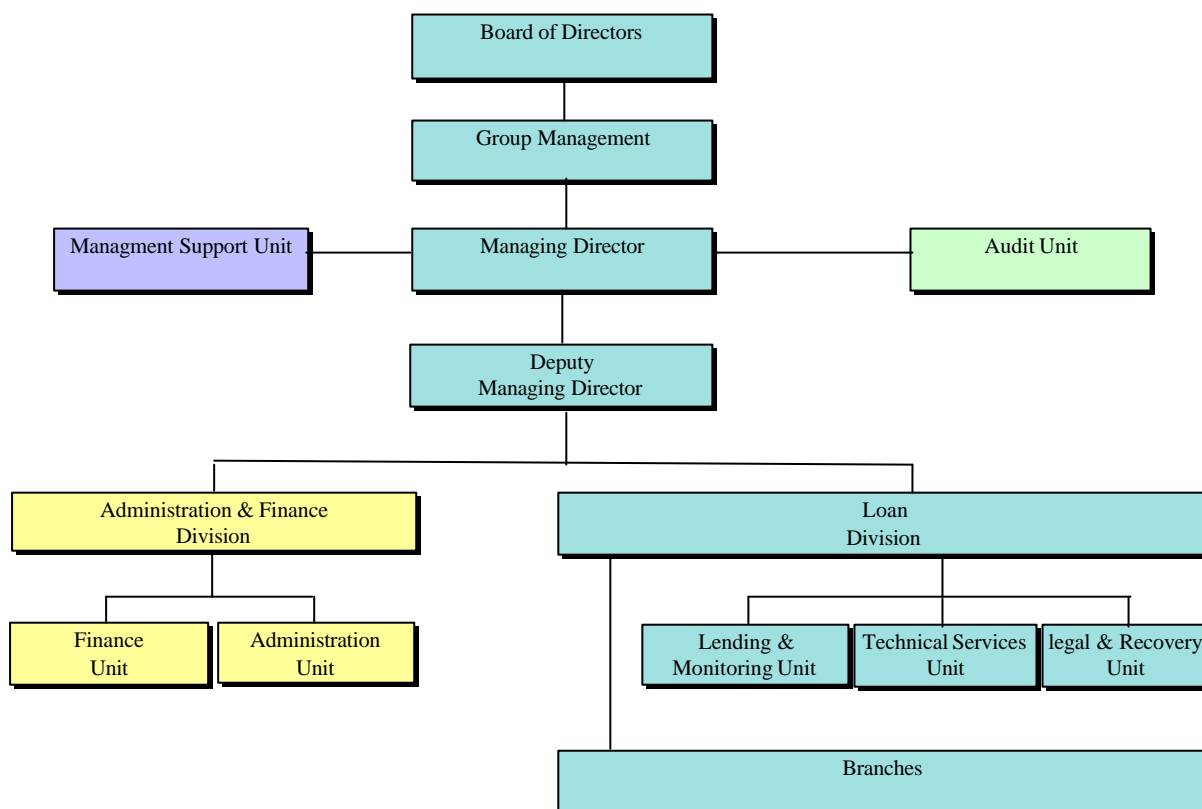 Board of Directors
Group Management
Managment Support Unit
Managing Director
Audit Unit
Deputy
Managing Director
Administration & Finance
Division
Loan
Division
Finance
Unit
Administration
Unit
Lending &
Monitoring Unit
Technical Services
Unit
legal & Recovery
Unit
Branches